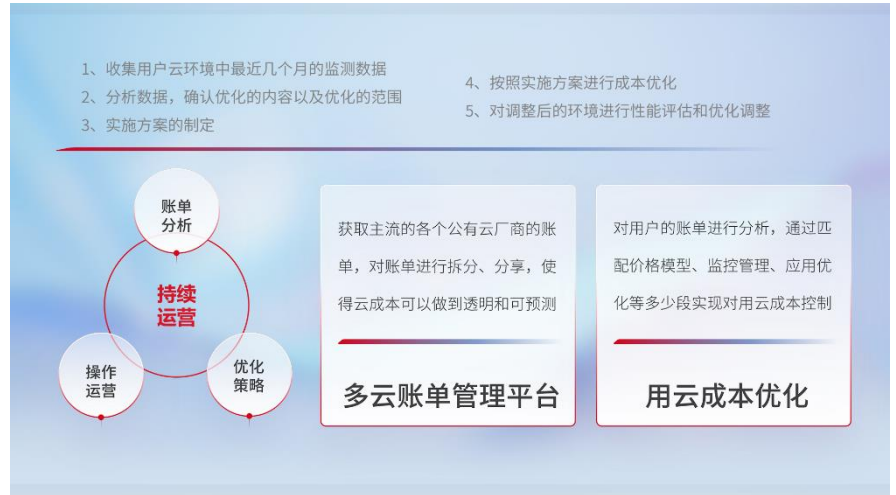 1、收集用户云环境中最近几个月的监测数据
2、分析数据，确认优化的内容以及优化的范围
3、实施方案的制定
4、按照实施方案进行成本优化
5、对调整后的环境进行性能评估和优化调整
账单
分析
持续
运营
操作
运营
优化
策略
获取主流的各个公有云厂商的账
单，对账单进行拆分、分享，使
得云成本可以做到透明和可预测
多云账单管理平台
对用户的账单进行分析，通过匹
配价格模型、监控管理、应用优
化等多少段实现对用云成本控制
用云成本优化